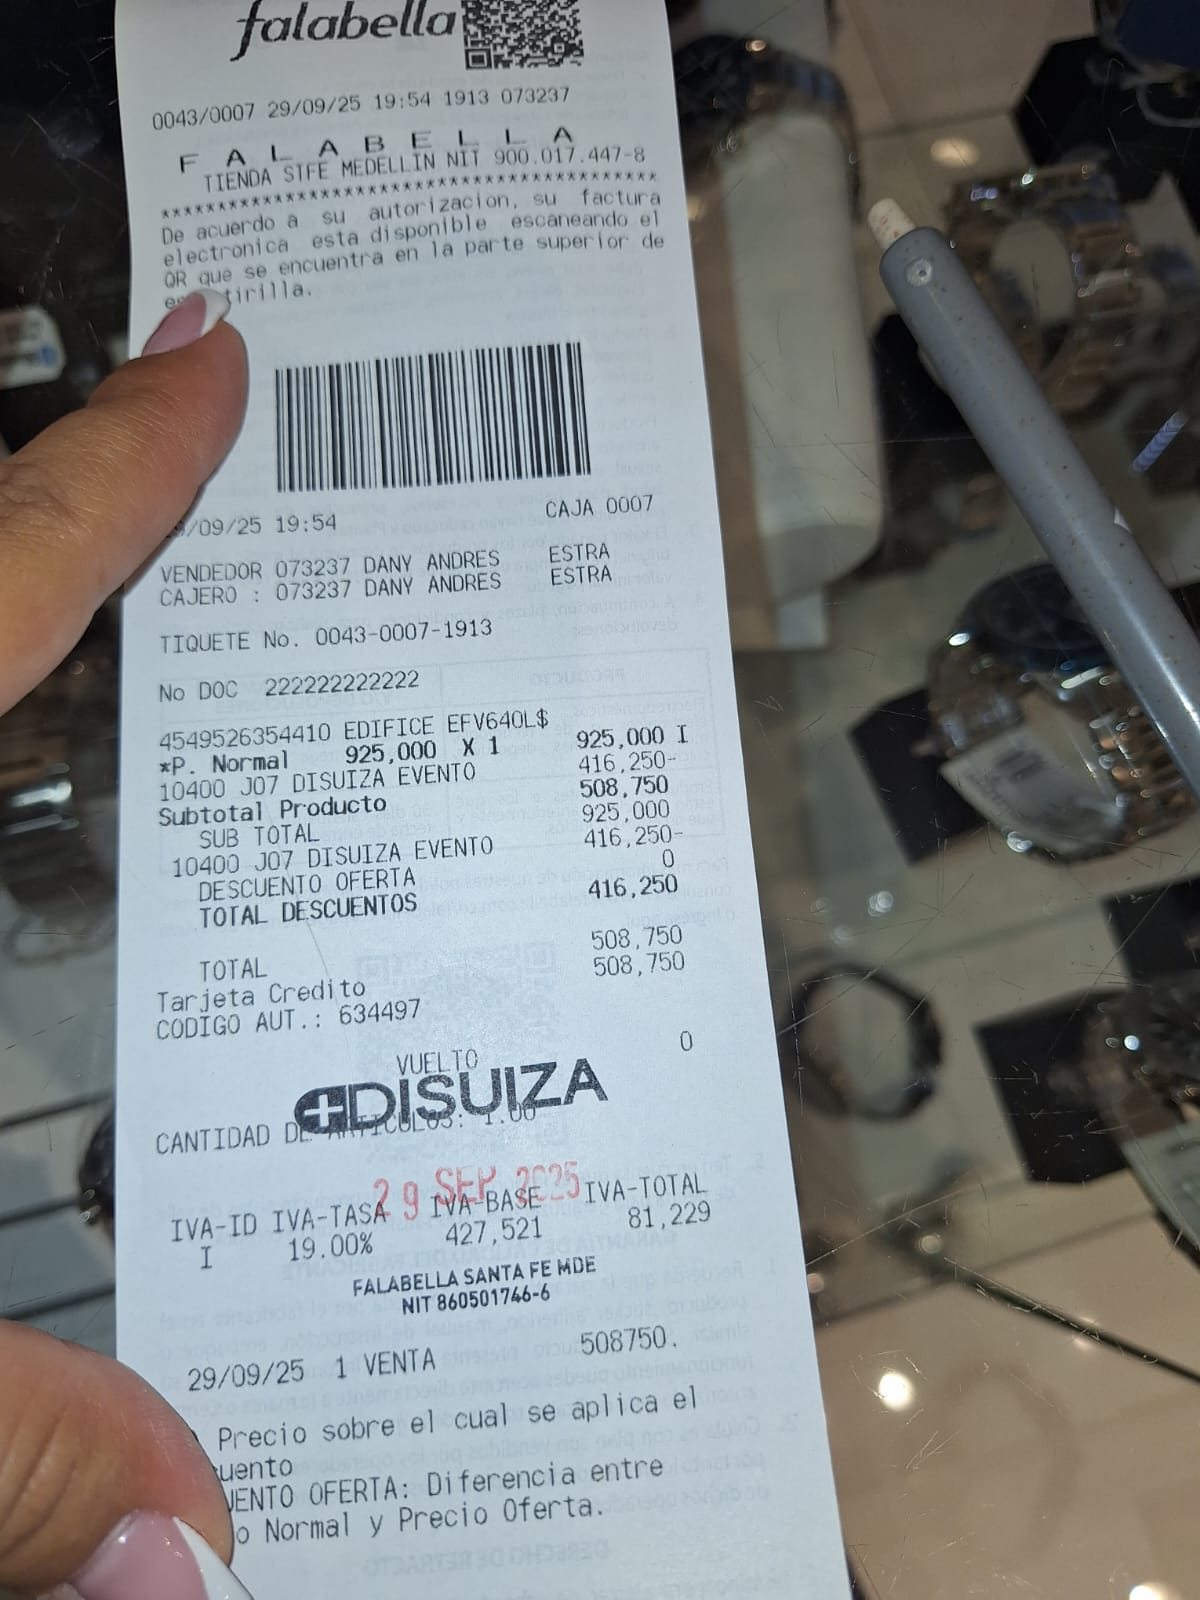 falabella
0043/0007 29/09/25 19:54 1913 073237
F A L A B E L L A
TIENDA STFE MEDELLIN NIT 900.017.447-8
******************************************
De acuerdo a su autorizacion, su factura
electronica esta disponible escaneando el
QR que se encuentra en la parte superior de
tirilla.
/09/25 19:54 CAJA 0007
VENDEDOR 073237 DANY ANDRES ESTRA
CAJERO : 073237 DANY ANDRES ESTRA
TIQUETE No. 0043-0007-1913
No DOC 222222222222
4549526354410 EDIFICE EFV640L$
*P. Normal 925,000 X 1 925,000 I
10400 J07 DISUIZA EVENTO 416,250-
Subtotal Producto 508,750
SUB TOTAL 925,000
10400 J07 DISUIZA EVENTO 416,250-
DESCUENTO OFERTA 0
TOTAL DESCUENTOS 416,250
TOTAL 508,750
Tarjeta Credito 508,750
CODIGO AUT.: 634497
VUELTO 0
DISUIZA
CANTIDAD DE ARTICULOS: 1.00
29 SEP 2025
IVA-ID IVA-TASA IVA-BASE IVA-TOTAL
I 19.00% 427,521 81,229
FALABELLA SANTA FE MDE
NIT 860501746-6
29/09/25 1 VENTA 508750.
Precio sobre el cual se aplica el
uento
UENTO OFERTA: Diferencia entre
o Normal y Precio Oferta.